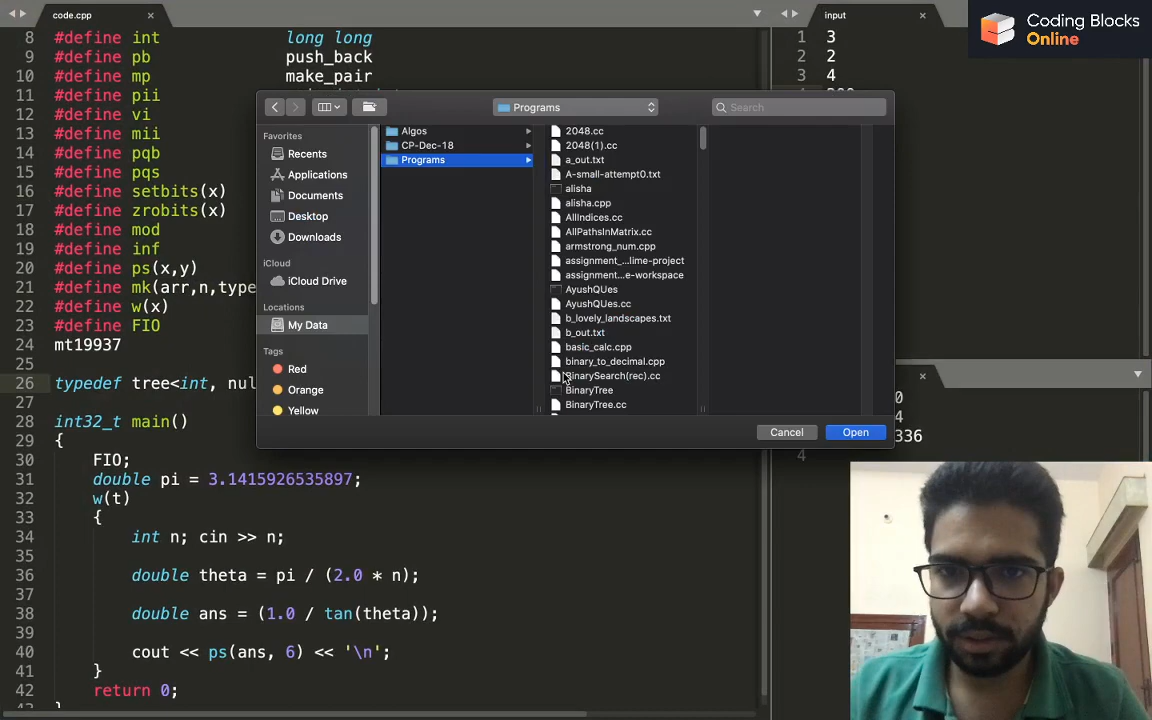 code.cpp
input
Coding Blocks
Online
8 #define int long long
9 #define pb push_back
10 #define mp make_pair
11 #define pii
12 #define vi
13 #define mii
14 #define pqb
15 #define pqs
16 #define setbits(x)
17 #define zrobits(x)
18 #define mod
19 #define inf
20 #define ps(x,y)
21 #define mk(arr,n,type
22 #define w(x)
23 #define FIO
24 mt19937
25
26 typedef tree<int, nul
27
28 int32_t main()
29 {
30 FIO;
31 double pi = 3.1415926535897;
32 w(t)
33 {
34 int n; cin >> n;
35
36 double theta = pi / (2.0 * n);
37
38 double ans = (1.0 / tan(theta));
39
40 cout << ps(ans, 6) << '\n';
41 }
42 return 0;
1 3
2 2
3 4
Programs
Search
Favorites
Recents
Applications
Documents
Desktop
Downloads
iCloud
iCloud Drive
Locations
My Data
Tags
Red
Orange
Yellow
Algos
CP-Dec-18
Programs
2048.cc
2048(1).cc
a_out.txt
A-small-attempt0.txt
alisha
alisha.cpp
AllIndices.cc
AllPathsInMatrix.cc
armstrong_num.cpp
assignment_...lime-project
assignment...e-workspace
AyushQUes
AyushQUes.cc
b_lovely_landscapes.txt
b_out.txt
basic_calc.cpp
binary_to_decimal.cpp
BinarySearch(rec).cc
BinaryTree
BinaryTree.cc
Cancel
Open
0
4
336
4